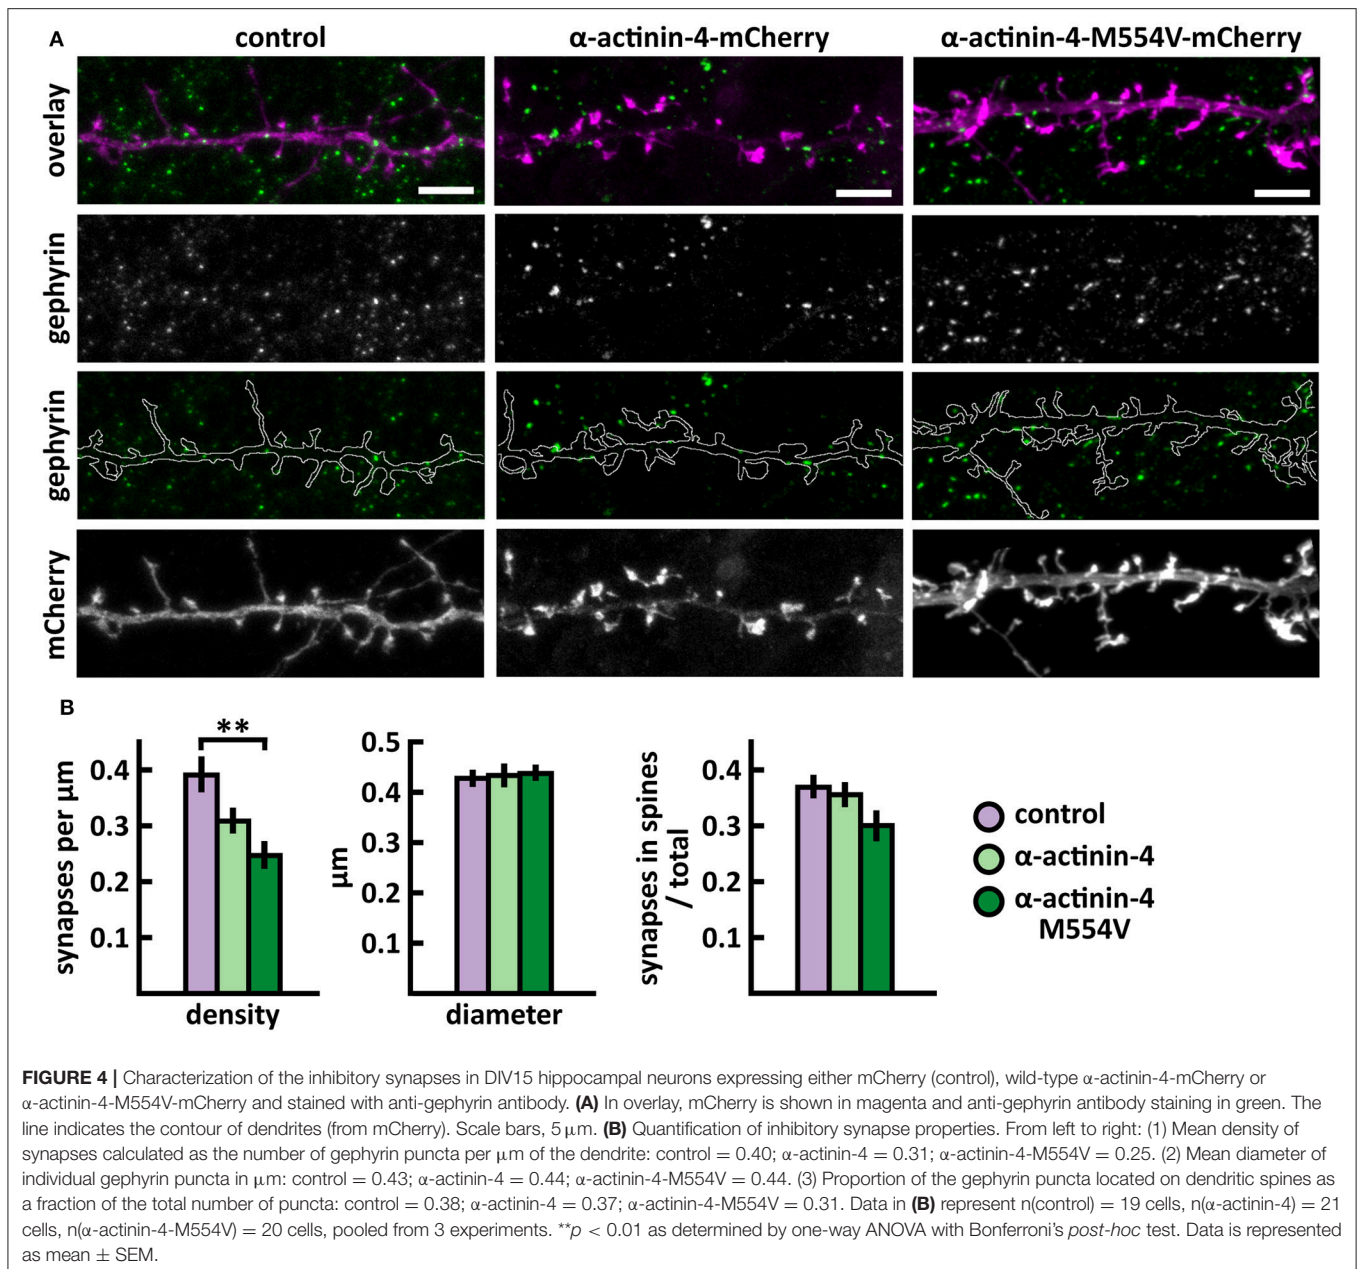 A
control
α-actinin-4-mCherry
α-actinin-4-M554V-mCherry
overlay
gephyrin
gephyrin
mCherry
B
synapses per μm
0.4
0.3
0.2
0.1
**
density
μm
0.5
0.4
0.3
0.2
0.1
diameter
synapses in spines
/ total
0.4
0.3
0.2
0.1
control
α-actinin-4
α-actinin-4
M554V
FIGURE 4 | Characterization of the inhibitory synapses in DIV15 hippocampal neurons expressing either mCherry (control), wild-type α-actinin-4-mCherry or
α-actinin-4-M554V-mCherry and stained with anti-gephyrin antibody. (A) In overlay, mCherry is shown in magenta and anti-gephyrin antibody staining in green. The
line indicates the contour of dendrites (from mCherry). Scale bars, 5 μm. (B) Quantification of inhibitory synapse properties. From left to right: (1) Mean density of
synapses calculated as the number of gephyrin puncta per μm of the dendrite: control = 0.40; α-actinin-4 = 0.31; α-actinin-4-M554V = 0.25. (2) Mean diameter of
individual gephyrin puncta in μm: control = 0.43; α-actinin-4 = 0.44; α-actinin-4-M554V = 0.44. (3) Proportion of the gephyrin puncta located on dendritic spines as
a fraction of the total number of puncta: control = 0.38; α-actinin-4 = 0.37; α-actinin-4-M554V = 0.31. Data in (B) represent n(control) = 19 cells, n(α-actinin-4) = 21
cells, n(α-actinin-4-M554V) = 20 cells, pooled from 3 experiments. **p < 0.01 as determined by one-way ANOVA with Bonferroni's post-hoc test. Data is represented
as mean ± SEM.